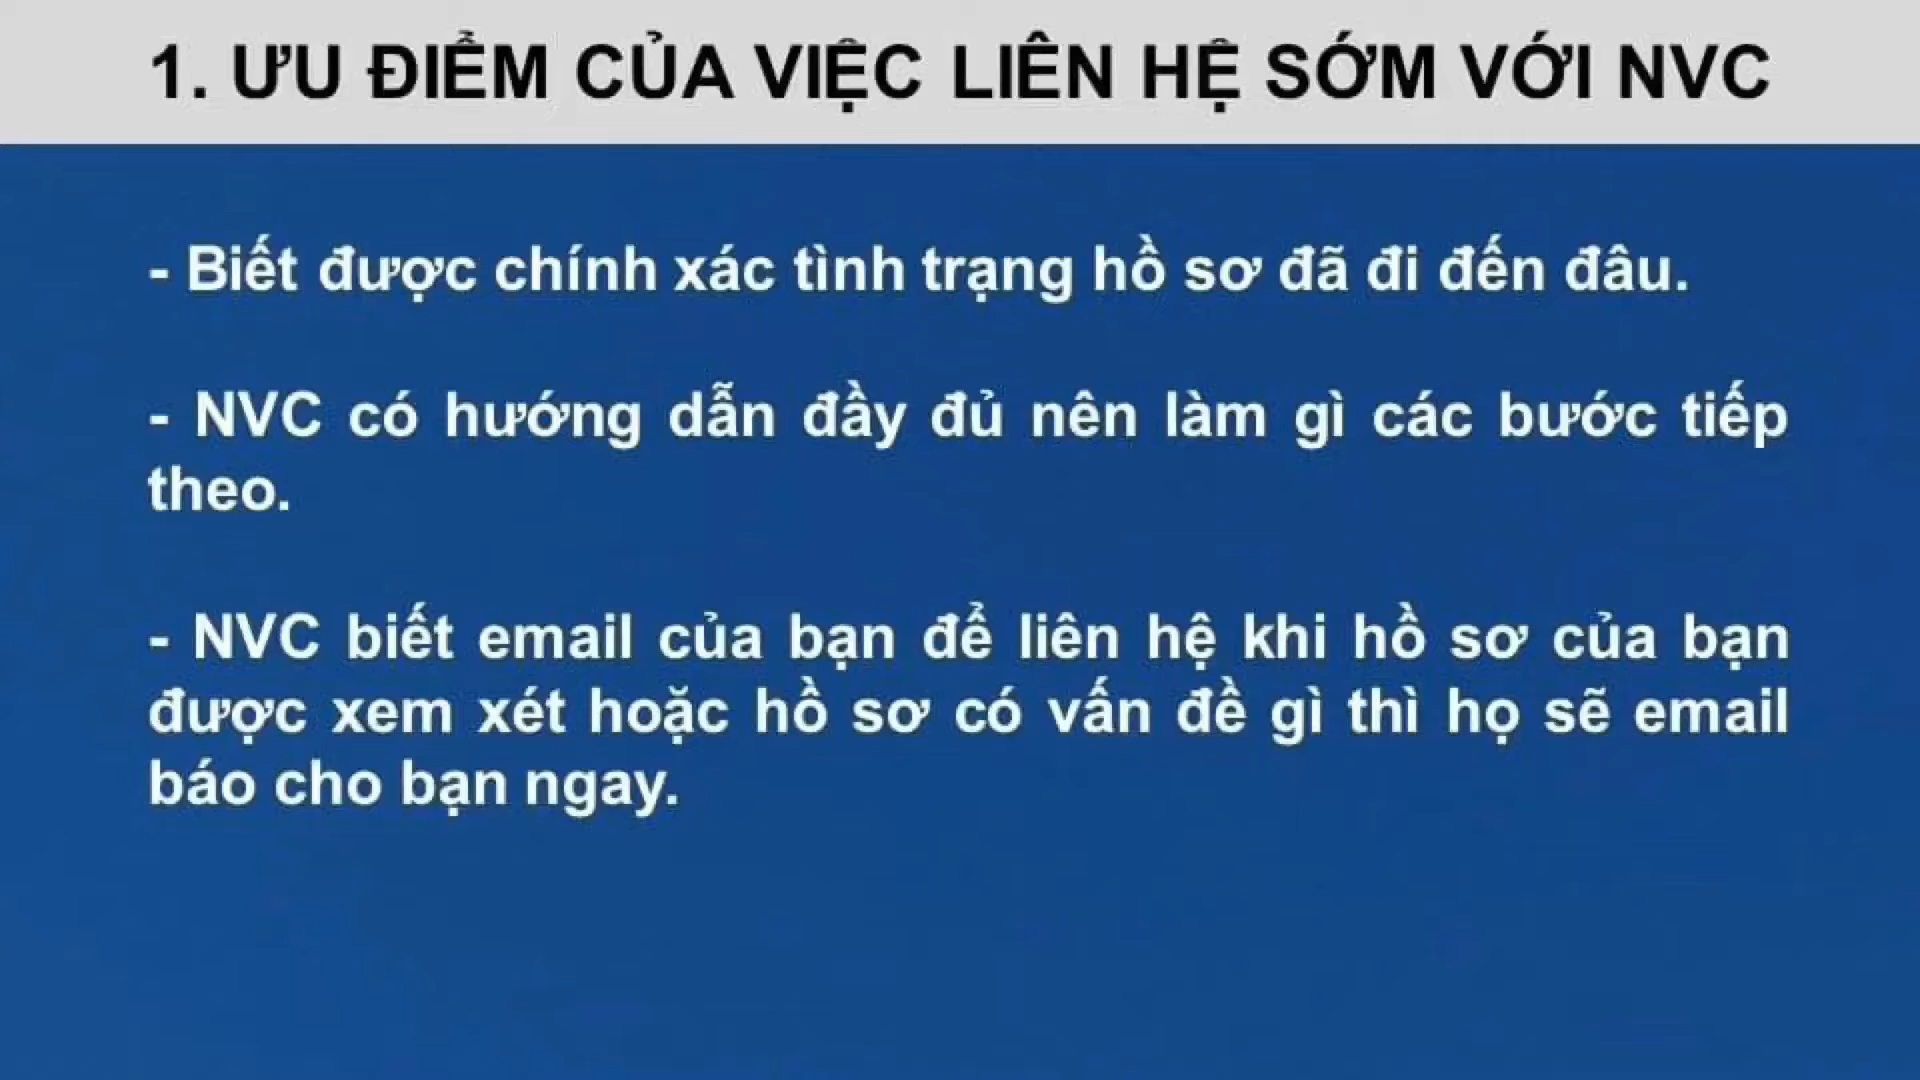 1. ƯU ĐIỂM CỦA VIỆC LIÊN HỆ SỚM VỚI NVC
- Biết được chính xác tình trạng hồ sơ đã đi đến đâu.
- NVC có hướng dẫn đầy đủ nên làm gì các bước tiếp
theo.
- NVC biết email của bạn để liên hệ khi hồ sơ của bạn
được xem xét hoặc hồ sơ có vấn đề gì thì họ sẽ email
báo cho bạn ngay.